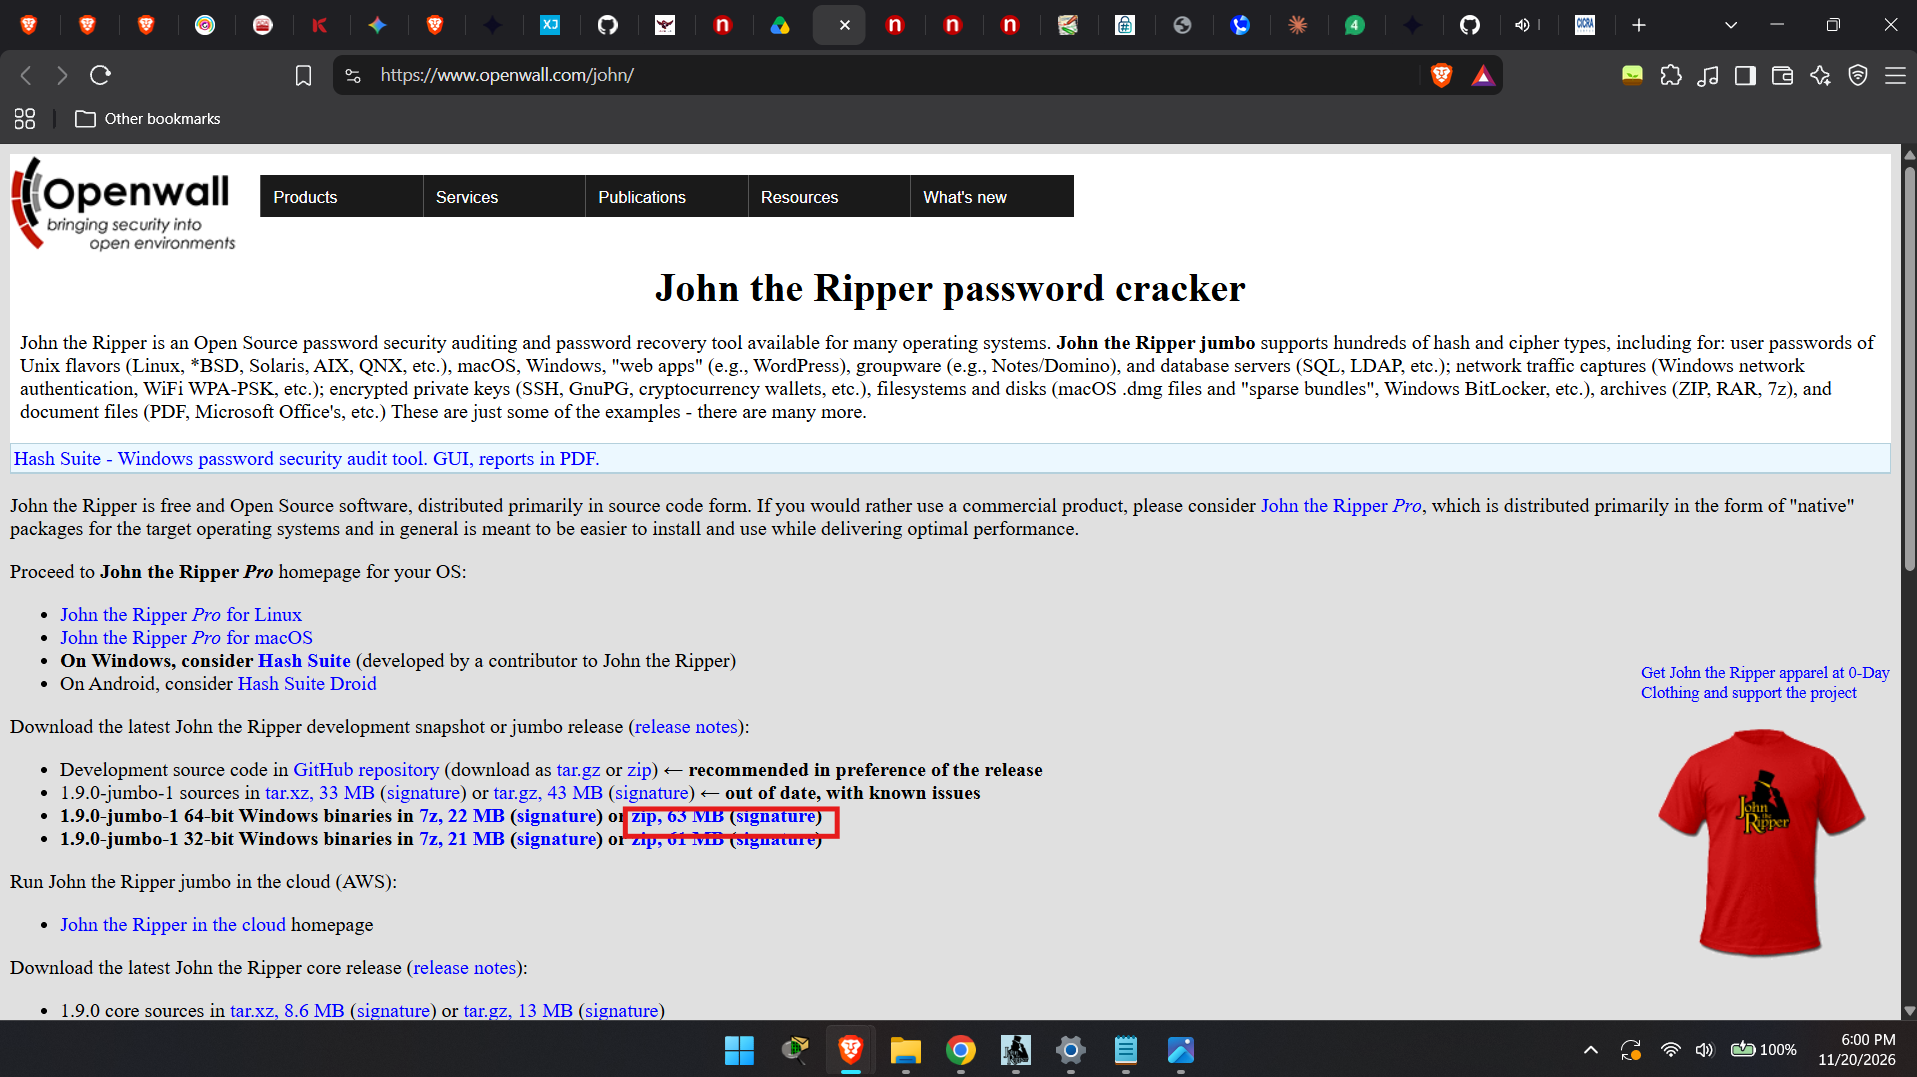 https://www.openwall.com/john/
Other bookmarks
Openwall
bringing security into
open environments
Products
Services
Publications
Resources
What's new
John the Ripper password cracker
John the Ripper is an Open Source password security auditing and password recovery tool available for many operating systems. John the Ripper jumbo supports hundreds of hash and cipher types, including for: user passwords of
Unix flavors (Linux, *BSD, Solaris, AIX, QNX, etc.), macOS, Windows, "web apps" (e.g., WordPress), groupware (e.g., Notes/Domino), and database servers (SQL, LDAP, etc.); network traffic captures (Windows network
authentication, WiFi WPA-PSK, etc.); encrypted private keys (SSH, GnuPG, cryptocurrency wallets, etc.), filesystems and disks (macOS .dmg files and "sparse bundles", Windows BitLocker, etc.), archives (ZIP, RAR, 7z), and
document files (PDF, Microsoft Office's, etc.) These are just some of the examples - there are many more.
Hash Suite - Windows password security audit tool. GUI, reports in PDF.
John the Ripper is free and Open Source software, distributed primarily in source code form. If you would rather use a commercial product, please consider John the Ripper Pro, which is distributed primarily in the form of "native"
packages for the target operating systems and in general is meant to be easier to install and use while delivering optimal performance.
Proceed to John the Ripper Pro homepage for your OS:
• John the Ripper Pro for Linux
• John the Ripper Pro for macOS
• On Windows, consider Hash Suite (developed by a contributor to John the Ripper)
• On Android, consider Hash Suite Droid
Get John the Ripper apparel at 0-Day
Clothing and support the project
John the Ripper
Download the latest John the Ripper development snapshot or jumbo release (release notes):
• Development source code in GitHub repository (download as tar.gz or zip) ← recommended in preference of the release
• 1.9.0-jumbo-1 sources in tar.xz, 33 MB (signature) or tar.gz, 43 MB (signature) ← out of date, with known issues
• 1.9.0-jumbo-1 64-bit Windows binaries in 7z, 22 MB (signature) or zip, 63 MB (signature)
• 1.9.0-jumbo-1 32-bit Windows binaries in 7z, 21 MB (signature) or zip, 61 MB (signature)
Run John the Ripper jumbo in the cloud (AWS):
• John the Ripper in the cloud homepage
Download the latest John the Ripper core release (release notes):
• 1.9.0 core sources in tar.xz, 8.6 MB (signature) or tar.gz, 13 MB (signature)
100%
6:00 PM
11/20/2026